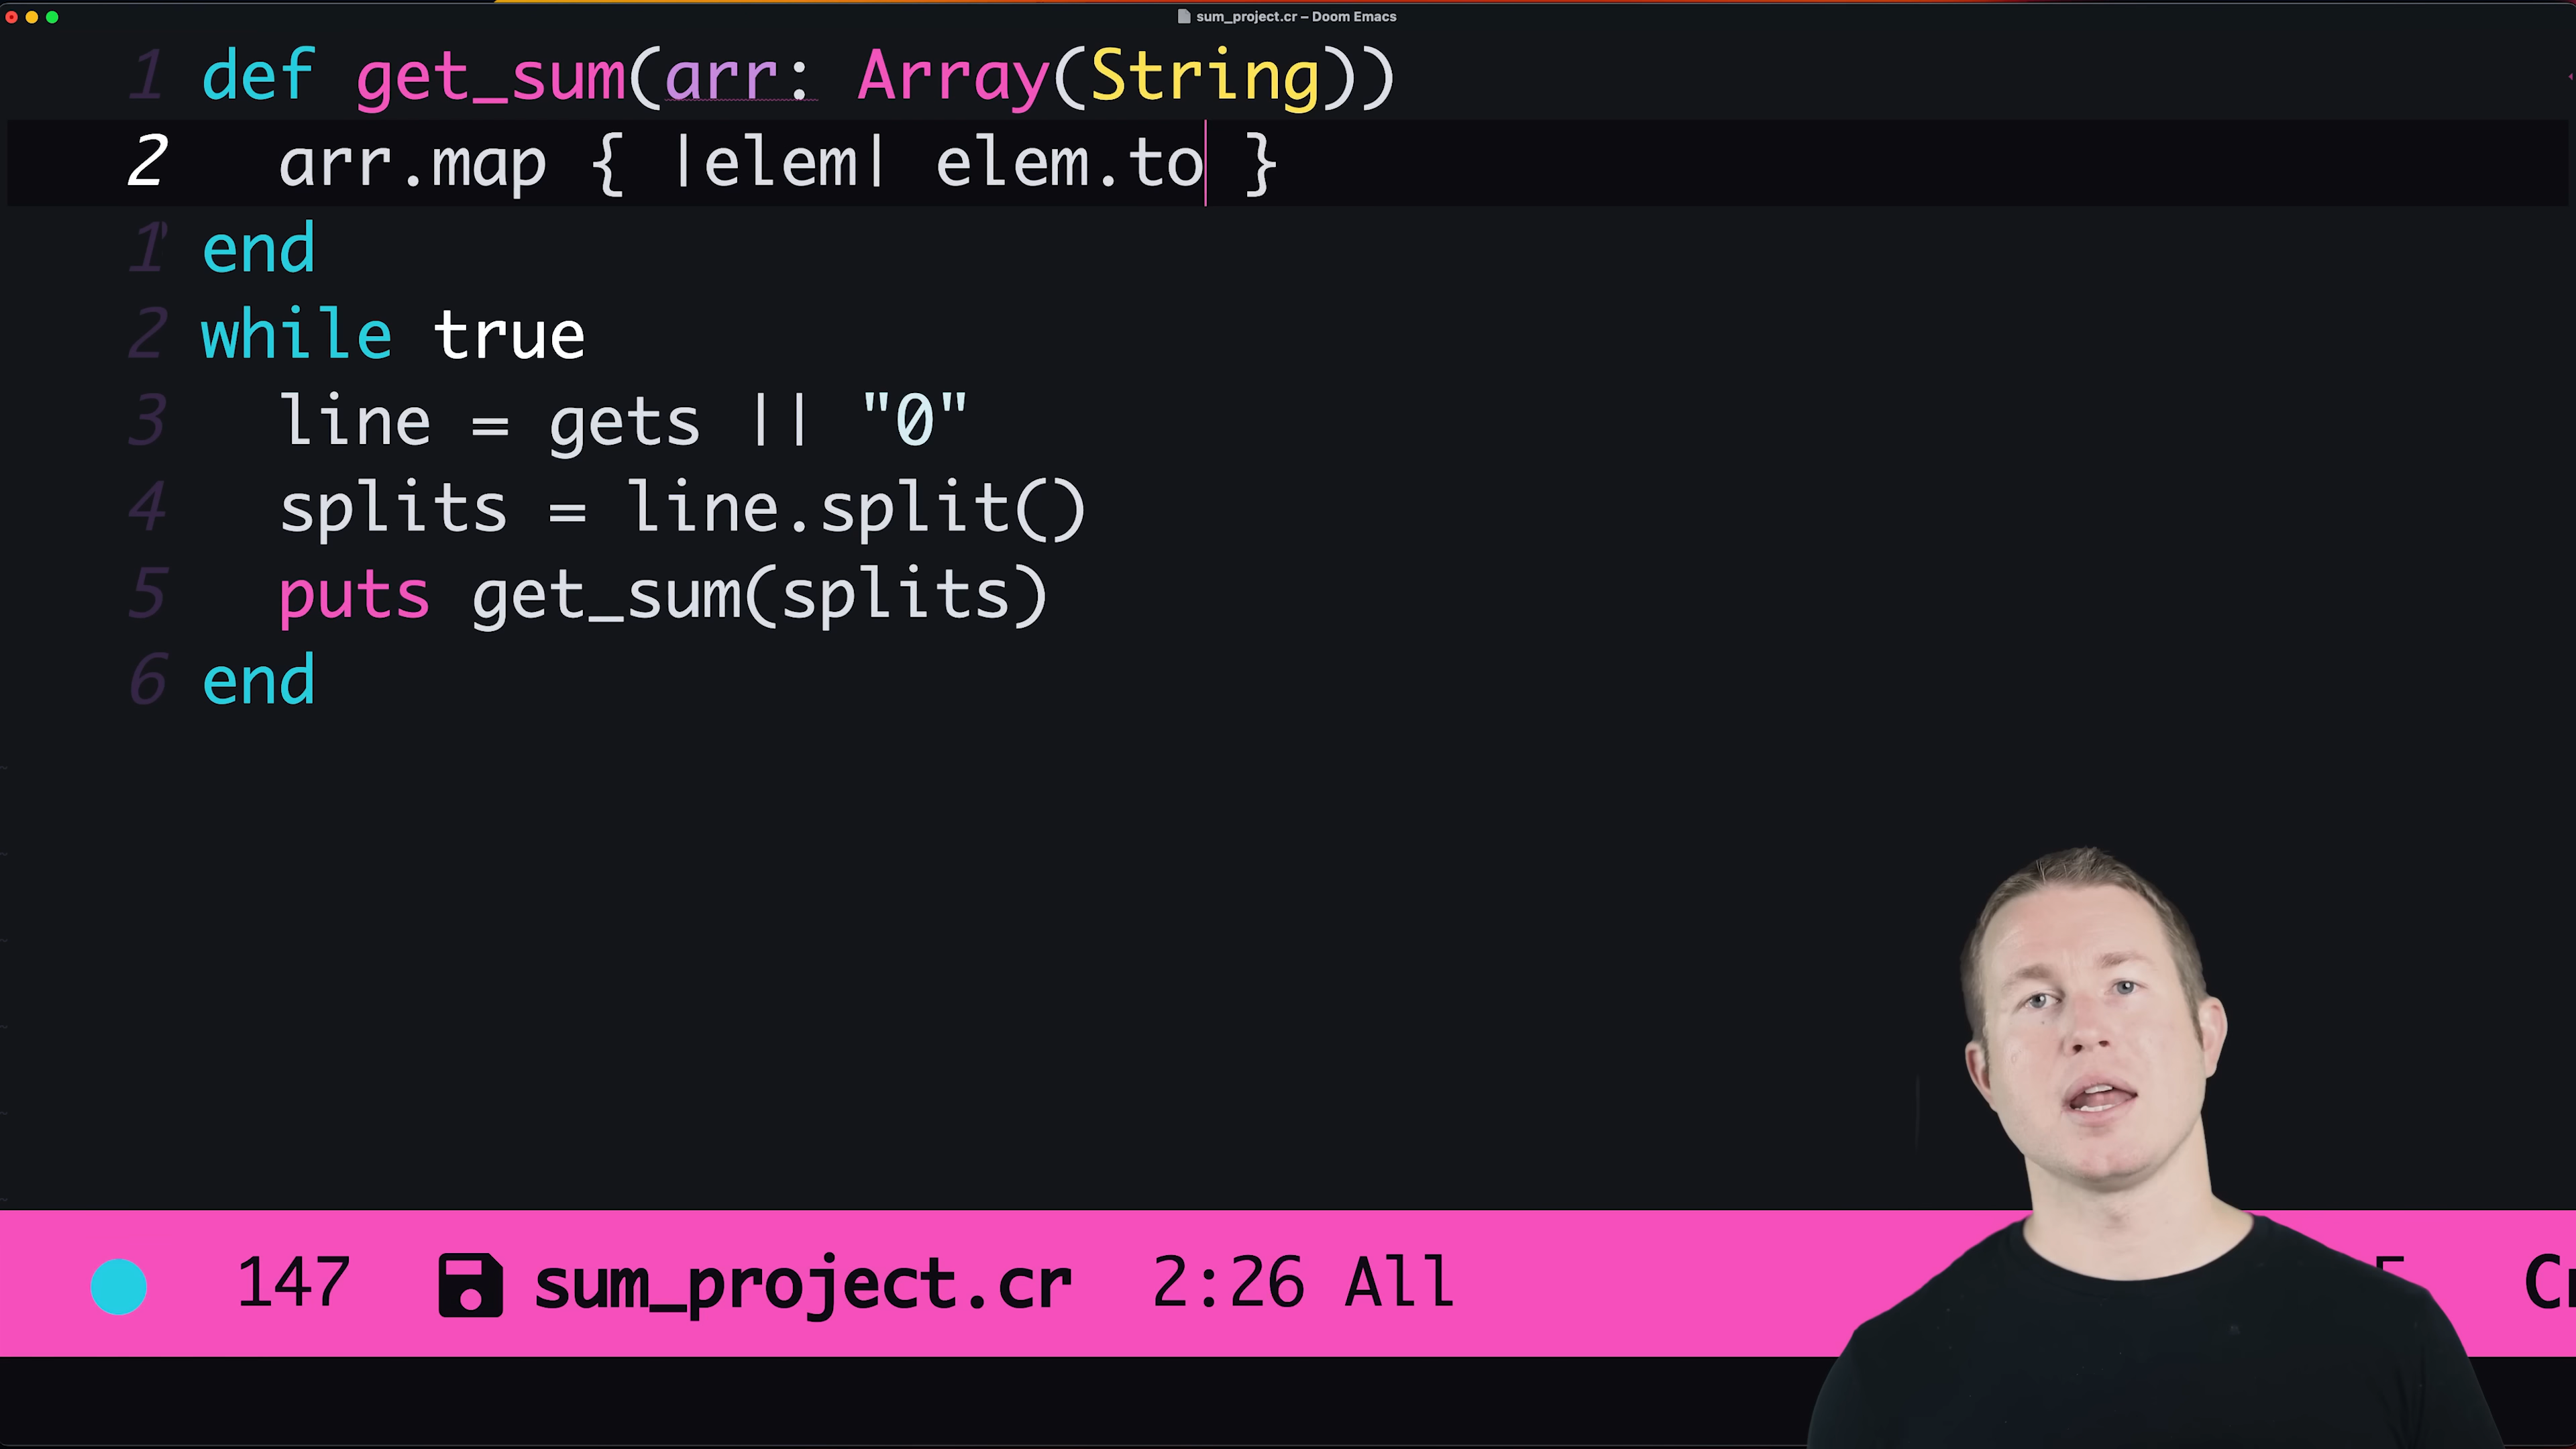 sum_project.cr – Doom Emacs
1 def get_sum(arr: Array(String))
2 arr.map { |elem| elem.to }
1 end
2 while true
3 line = gets || "0"
4 splits = line.split()
5 puts get_sum(splits)
6 end
147 sum_project.cr 2:26 All